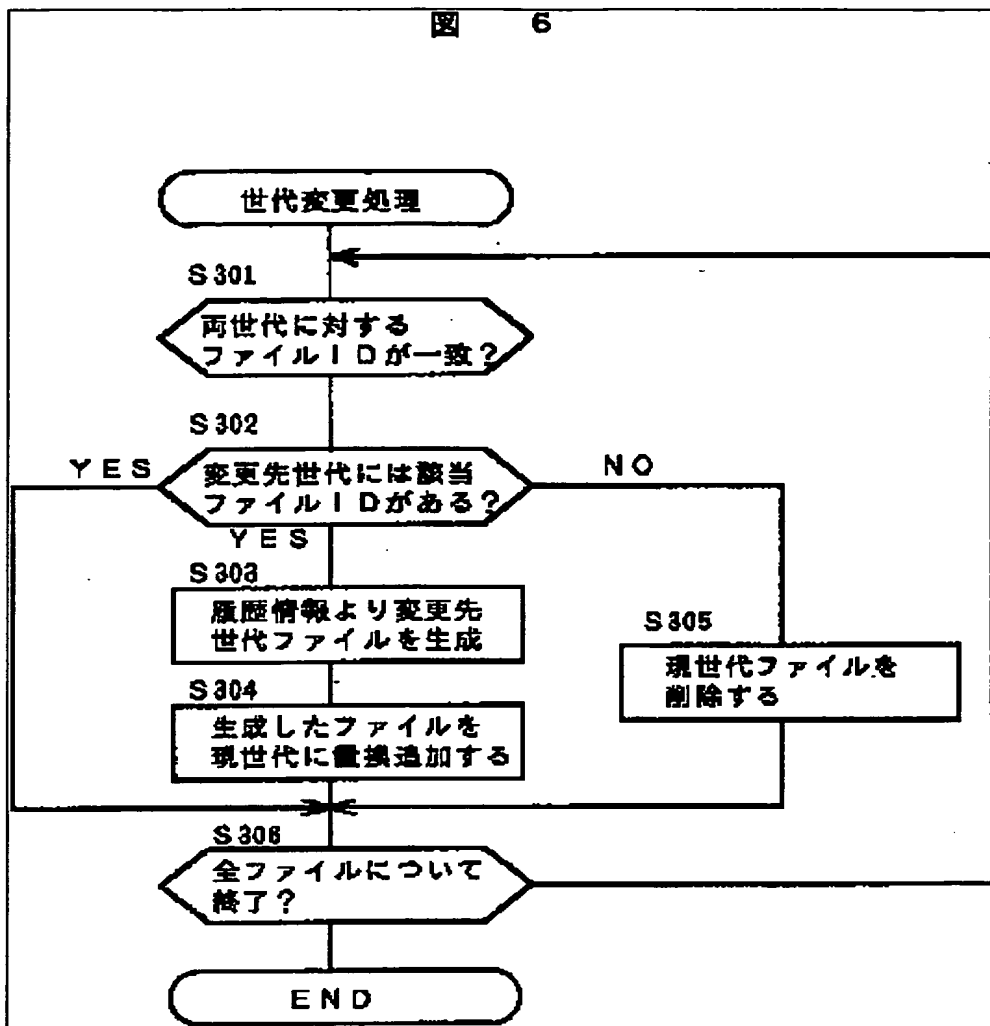 図 6
世代変更処理
S301
両世代に対する
ファイルIDが一致?
S302
YES
変更先世代には該当
ファイルIDがある?
NO
YES
S303
履歴情報より変更先
世代ファイルを生成
S305
現世代ファイルを
削除する
S304
生成したファイルを
現世代に置換追加する
S306
全ファイルについて
終了?
END